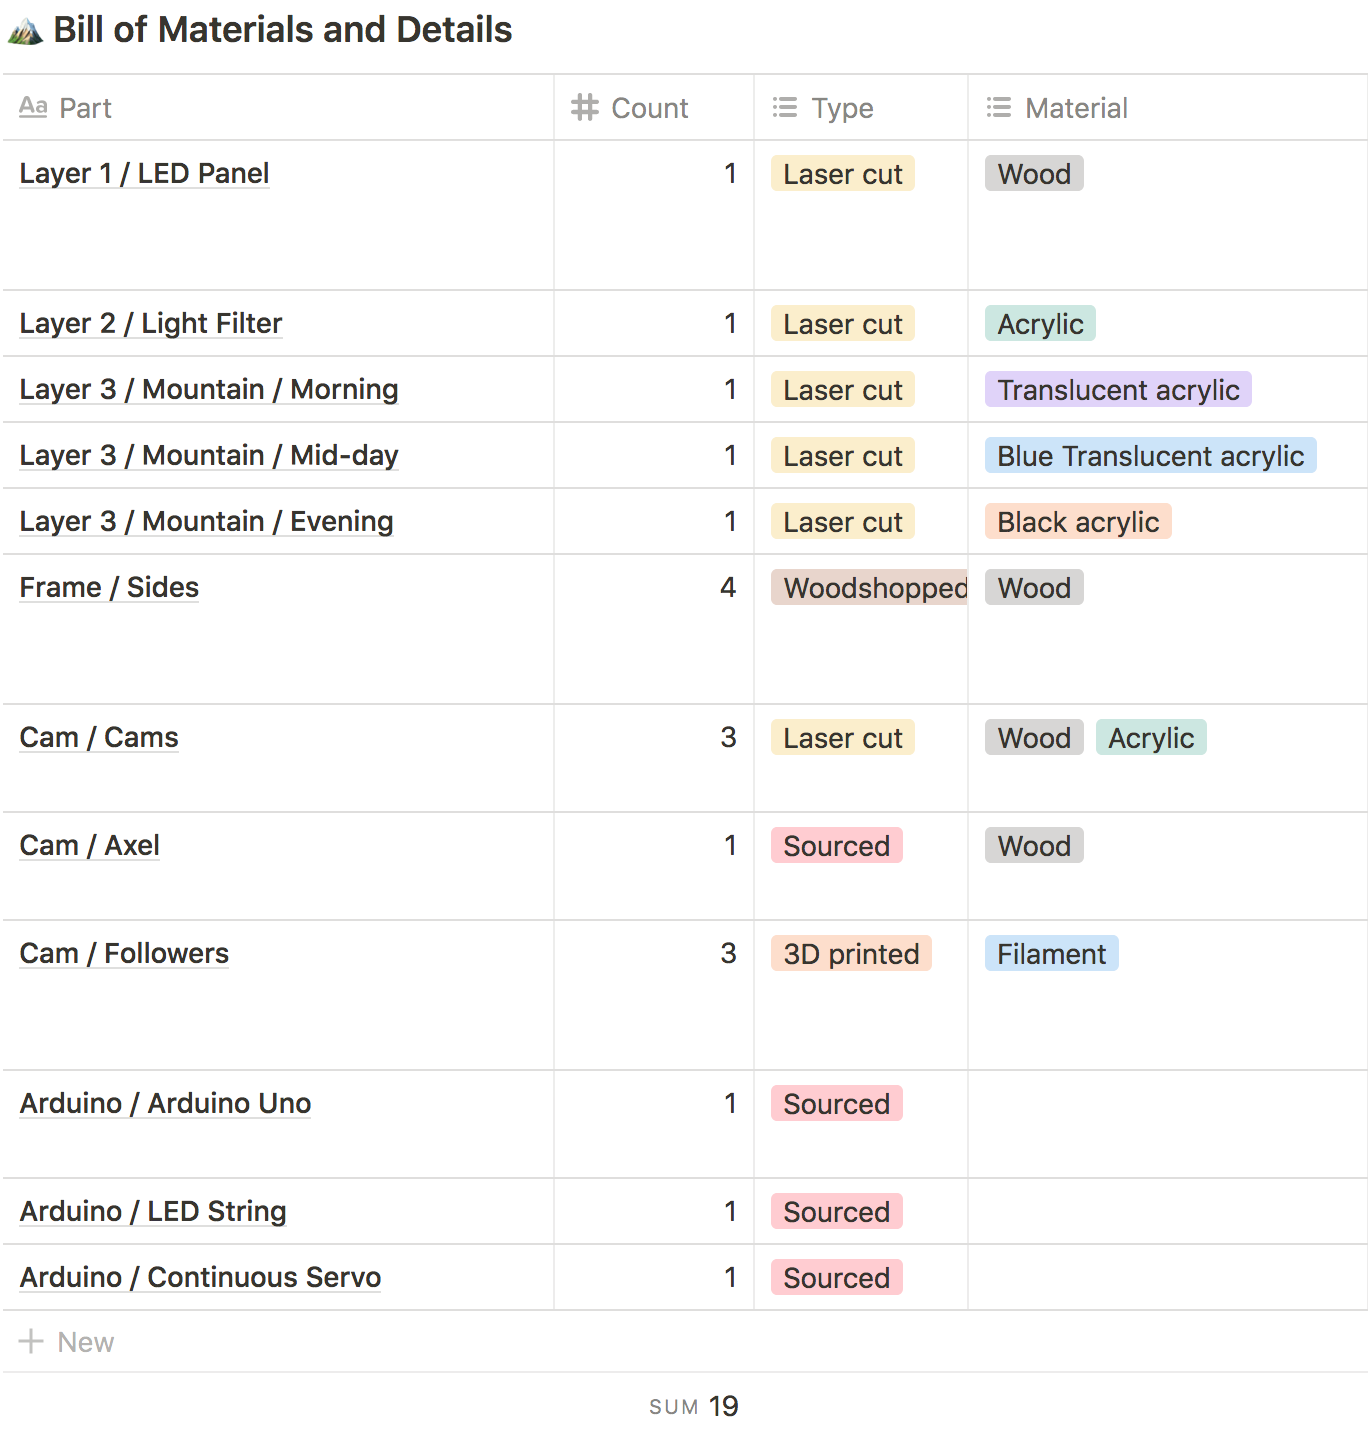 Bill of Materials and Details
Aa Part # Count Type Material
Layer 1 / LED Panel 1 Laser cut Wood
Layer 2 / Light Filter 1 Laser cut Acrylic
Layer 3 / Mountain / Morning 1 Laser cut Translucent acrylic
Layer 3 / Mountain / Mid-day 1 Laser cut Blue Translucent acrylic
Layer 3 / Mountain / Evening 1 Laser cut Black acrylic
Frame / Sides 4 Woodshopped Wood
Cam / Cams 3 Laser cut Wood Acrylic
Cam / Axel 1 Sourced Wood
Cam / Followers 3 3D printed Filament
Arduino / Arduino Uno 1 Sourced
Arduino / LED String 1 Sourced
Arduino / Continuous Servo 1 Sourced
+ New
SUM 19